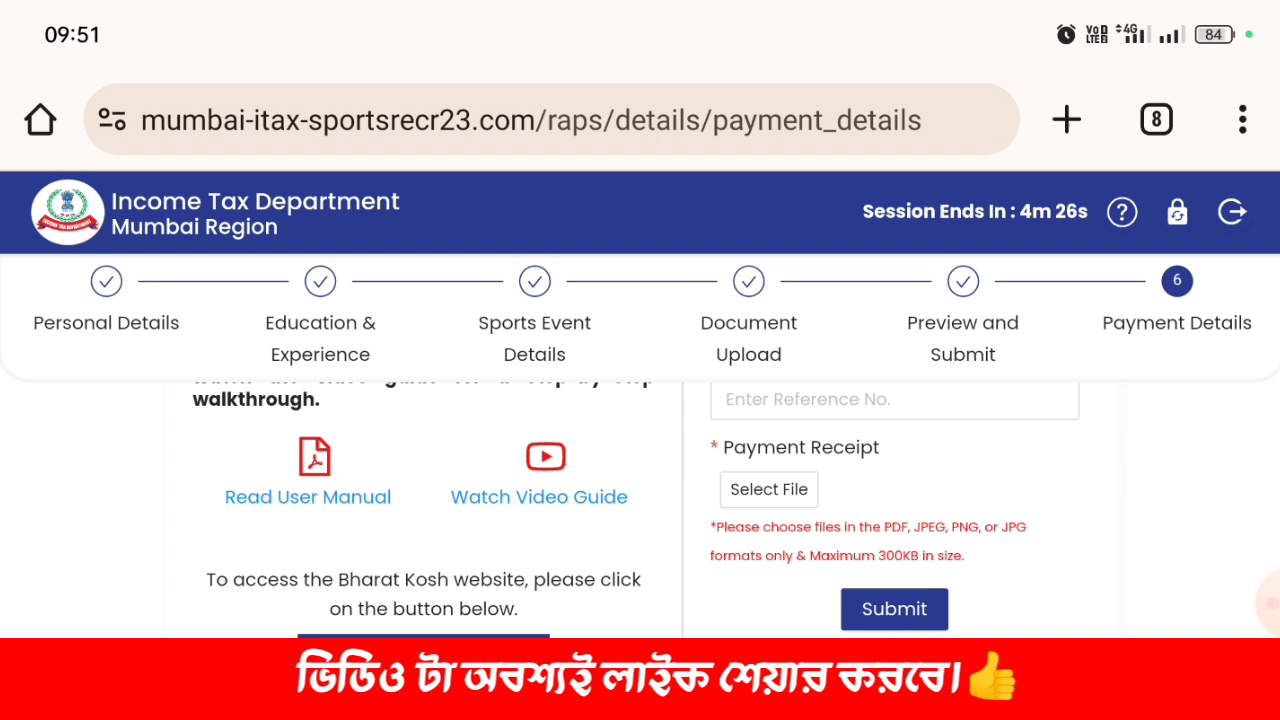 09:51
Vo D LTE 2
4G
84
mumbai-itax-sportsrecr23.com/raps/details/payment_details
8
Income Tax Department
Mumbai Region
Session Ends In : 4m 26s
?
6
Personal Details
Education &
Experience
Sports Event
Details
Document
Upload
Preview and
Submit
Payment Details
walkthrough.
Read User Manual
Watch Video Guide
To access the Bharat Kosh website, please click
on the button below.
Enter Reference No.
* Payment Receipt
Select File
*Please choose files in the PDF, JPEG, PNG, or JPG
formats only & Maximum 300KB in size.
Submit
ভিডিও টা অবশ্যই লাইক শেয়ার করবে।👍